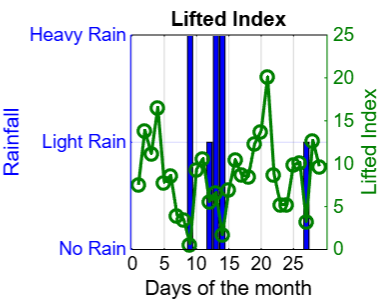 Lifted Index
Heavy Rain
Light Rain
No Rain
Rainfall
25
20
15
10
5
0
Lifted Index
0 5 10 15 20 25
Days of the month